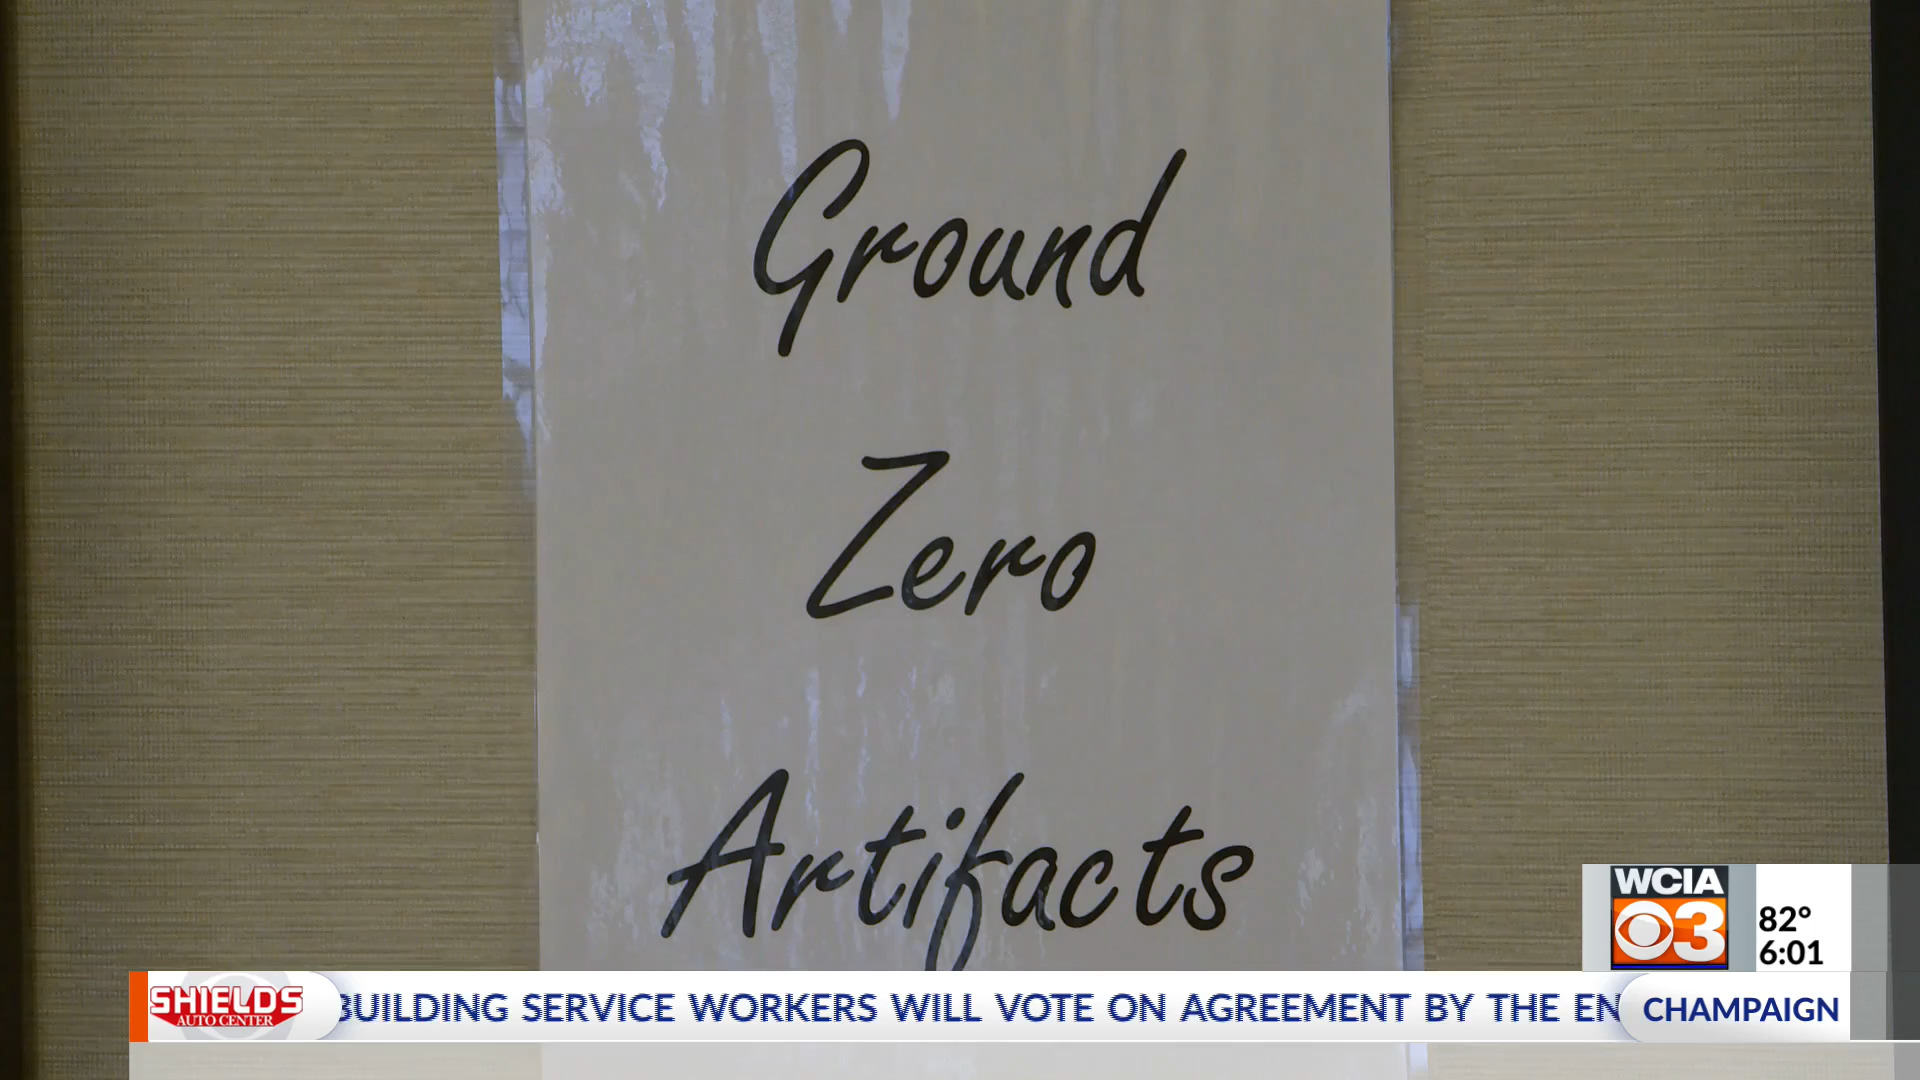 Ground
Zero
Artifacts
WCIA
3
82°
6:01
SHIELDS
AUTO CENTER
BUILDING SERVICE WORKERS WILL VOTE ON AGREEMENT BY THE EN
CHAMPAIGN